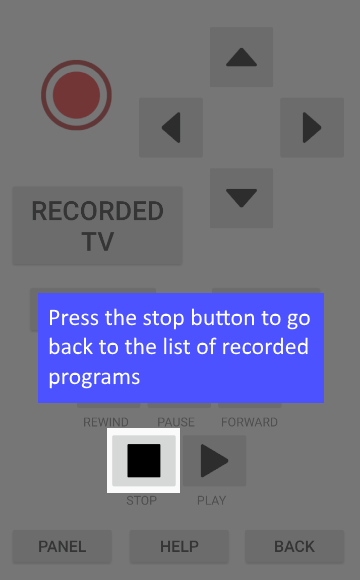 RECORDED
TV
Press the stop button to go
back to the list of recorded
programs
REWIND PAUSE FORWARD
STOP PLAY
PANEL HELP BACK